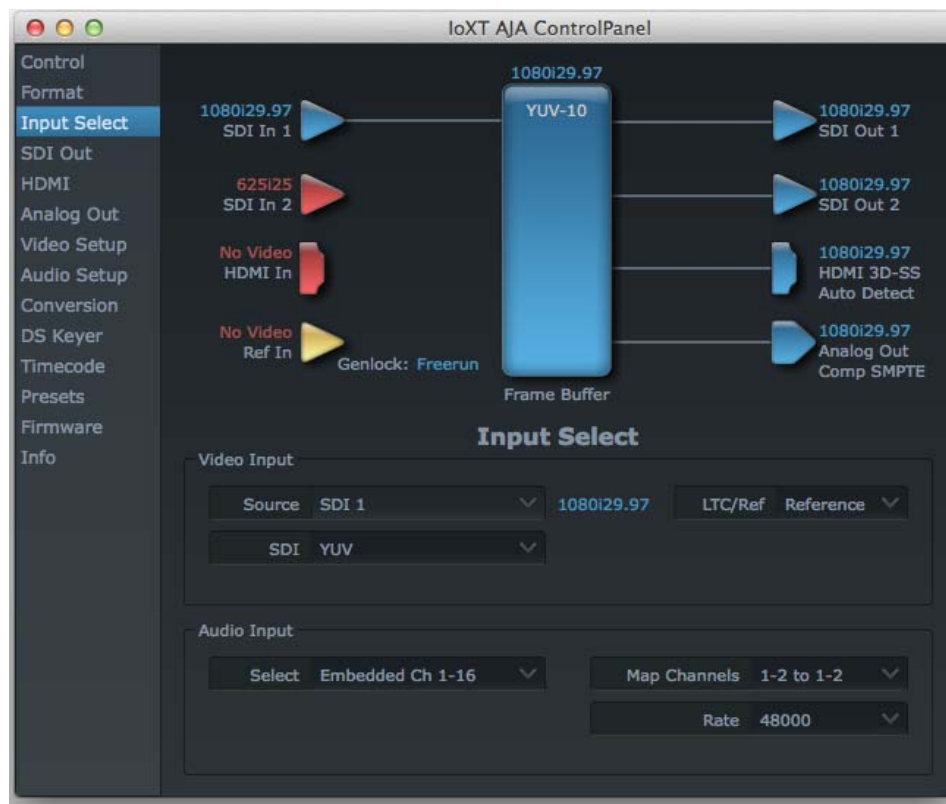 IoXT AJA ControlPanel
Control
Format
Input Select
SDI Out
HDMI
Analog Out
Video Setup
Audio Setup
Conversion
DS Keyer
Timecode
Presets
Firmware
Info
1080i29.97
YUV-10
Frame Buffer
1080i29.97
SDI In 1
625i25
SDI In 2
No Video
HDMI In
No Video
Ref In
Genlock: Freerun
1080i29.97
SDI Out 1
1080i29.97
SDI Out 2
1080i29.97
HDMI 3D-SS
Auto Detect
1080i29.97
Analog Out
Comp SMPTE
Input Select
Video Input
Source SDI 1 1080i29.97 LTC/Ref Reference
SDI YUV
Audio Input
Select Embedded Ch 1-16 Map Channels 1-2 to 1-2
Rate 48000